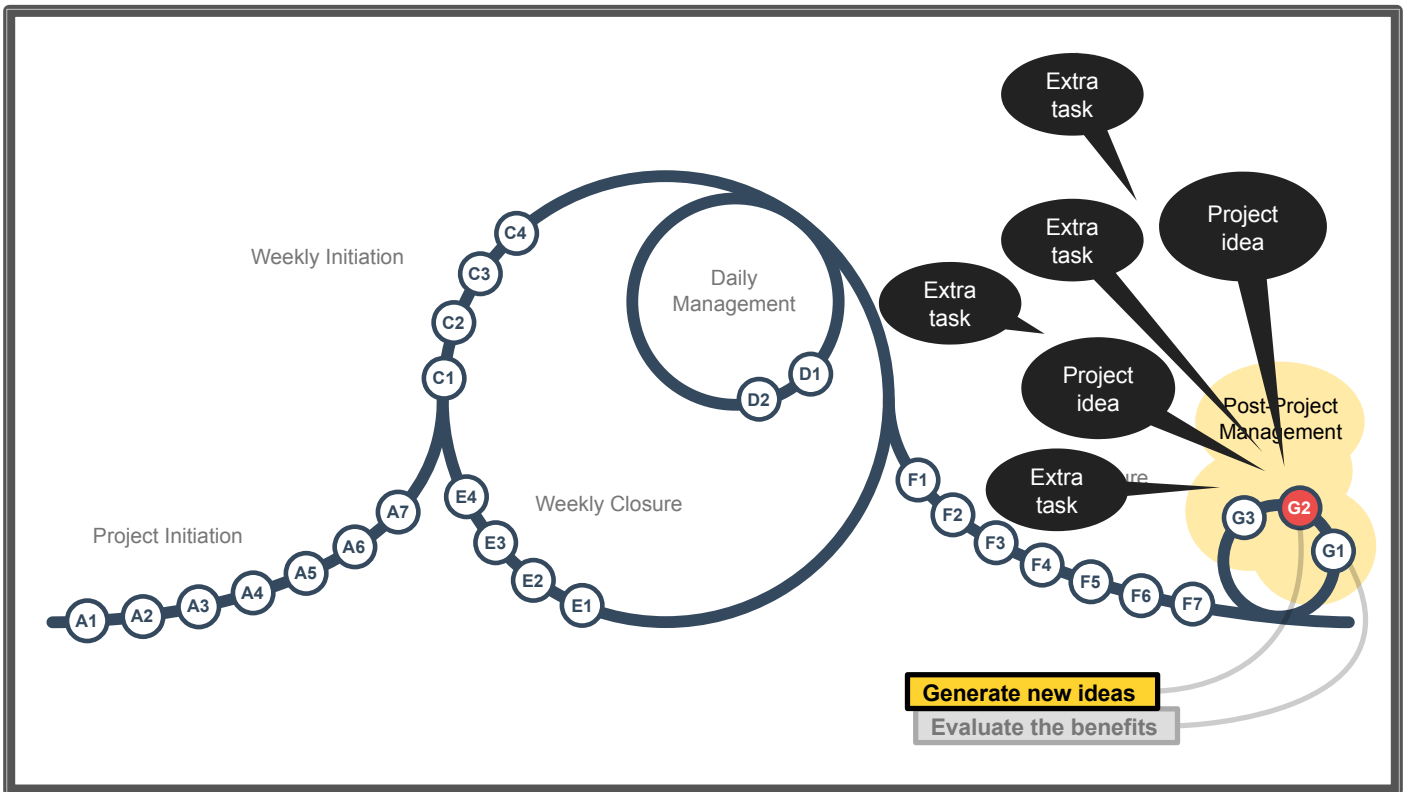 Extra
task
Extra
task
Project
idea
Extra
task
Project
idea
Extra
task
Weekly Initiation
Daily
Management
Weekly Closure
Project Initiation
Post-Project
Management
ure
A1
A2
A3
A4
A5
A6
A7
C1
C2
C3
C4
D1
D2
E1
E2
E3
E4
F1
F2
F3
F4
F5
F6
F7
G1
G2
G3
Generate new ideas
Evaluate the benefits